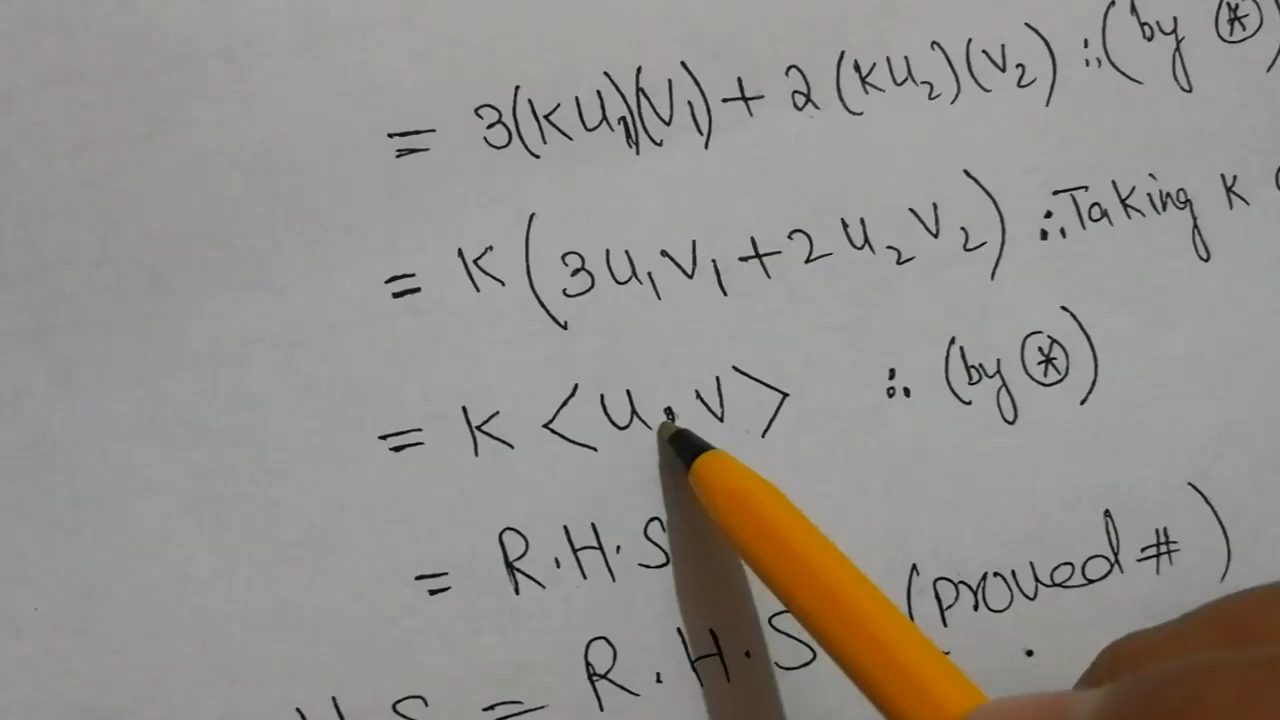 = 3(KU₁)(V₁) + 2(KU₂)(V₂) ∴ (by ⊛)
= K(3U₁V₁ + 2U₂V₂) ∴ Taking K
= K <U.V> ∴ (by ⊛)
= R.H.S (proved #)
= R.H.S